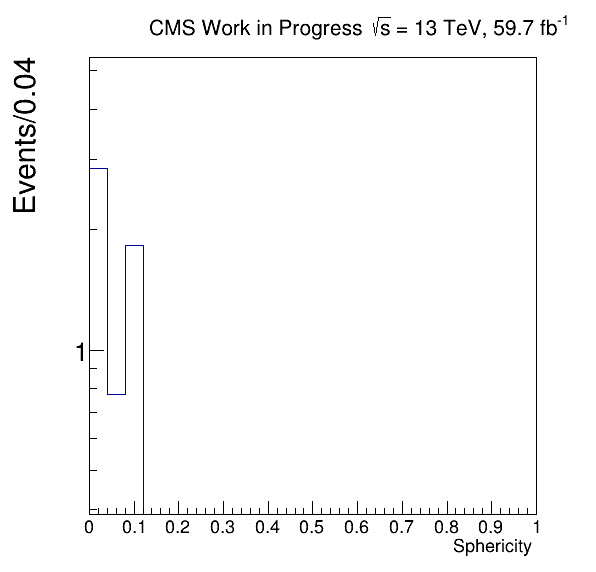 CMS Work in Progress √s = 13 TeV, 59.7 fb⁻¹
Events/0.04
1
0 0.1 0.2 0.3 0.4 0.5 0.6 0.7 0.8 0.9 1
Sphericity